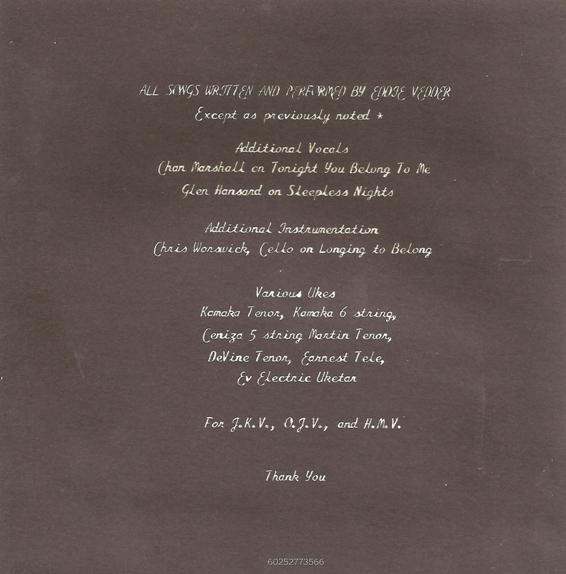 ALL SONGS WRITTEN AND PERFORMED BY EDDIE VEDDER
Except as previously noted *
Additional Vocals
Chan Marshall on Tonight You Belong To Me
Glen Hansard on Sleepless Nights
Additional Instrumentation
Chris Worswick, Cello on Longing to Belong
Various Ukes
Kamaka Tenor, Kamaka 6 string,
Ceniza 5 string Martin Tenor,
DeVine Tenor, Earnest Tele,
Ev Electric Uketar
For J.K.V., O.J.V., and H.M.V.
Thank You
60252773566